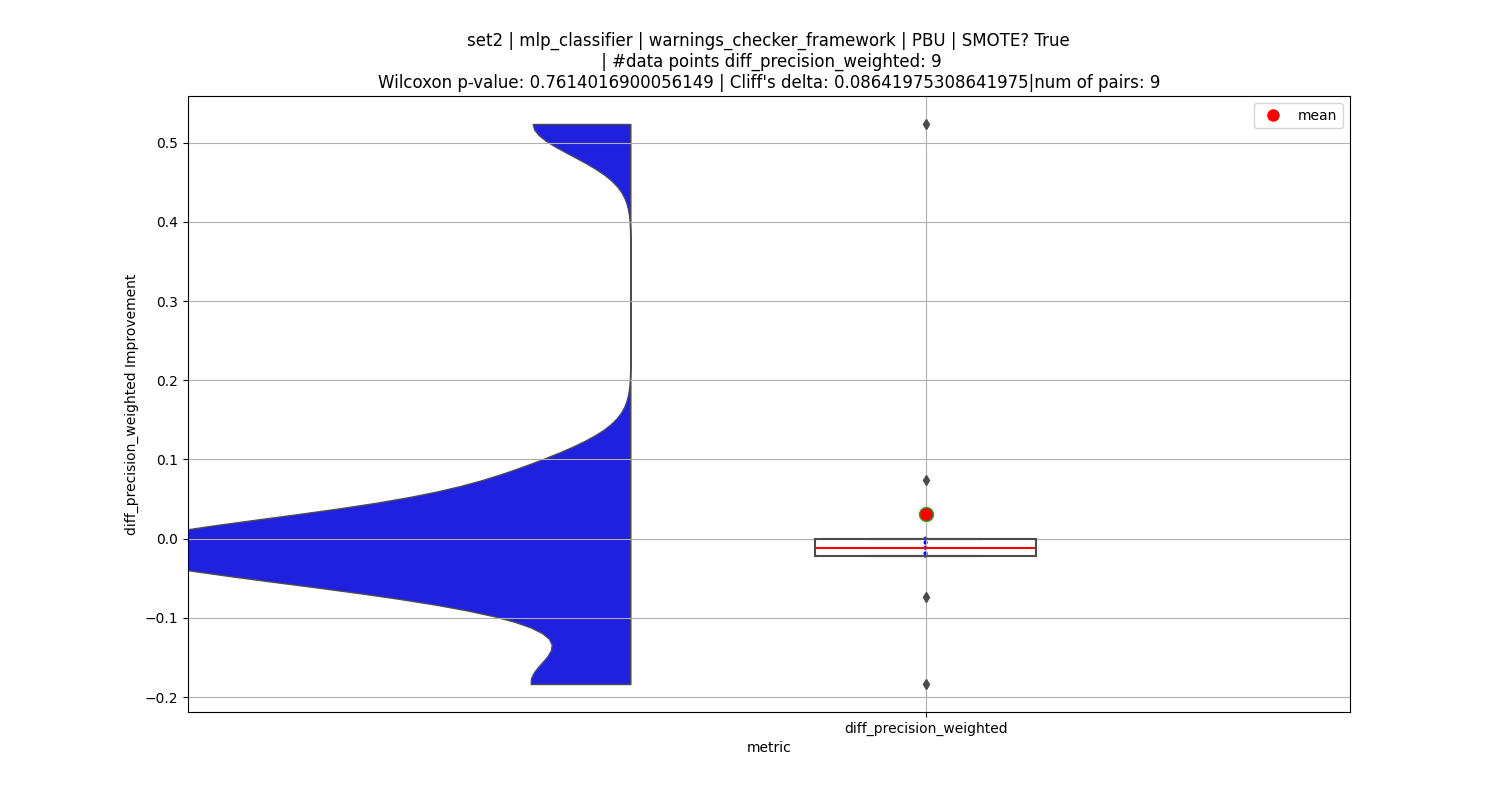 set2 | mlp_classifier | warnings_checker_framework | PBU | SMOTE? True
| #data points diff_precision_weighted: 9
Wilcoxon p-value: 0.7614016900056149 | Cliff's delta: 0.08641975308641975|num of pairs: 9
mean
0.5
0.4
0.3
0.2
0.1
0.0
−0.1
−0.2
diff_precision_weighted Improvement
diff_precision_weighted
metric